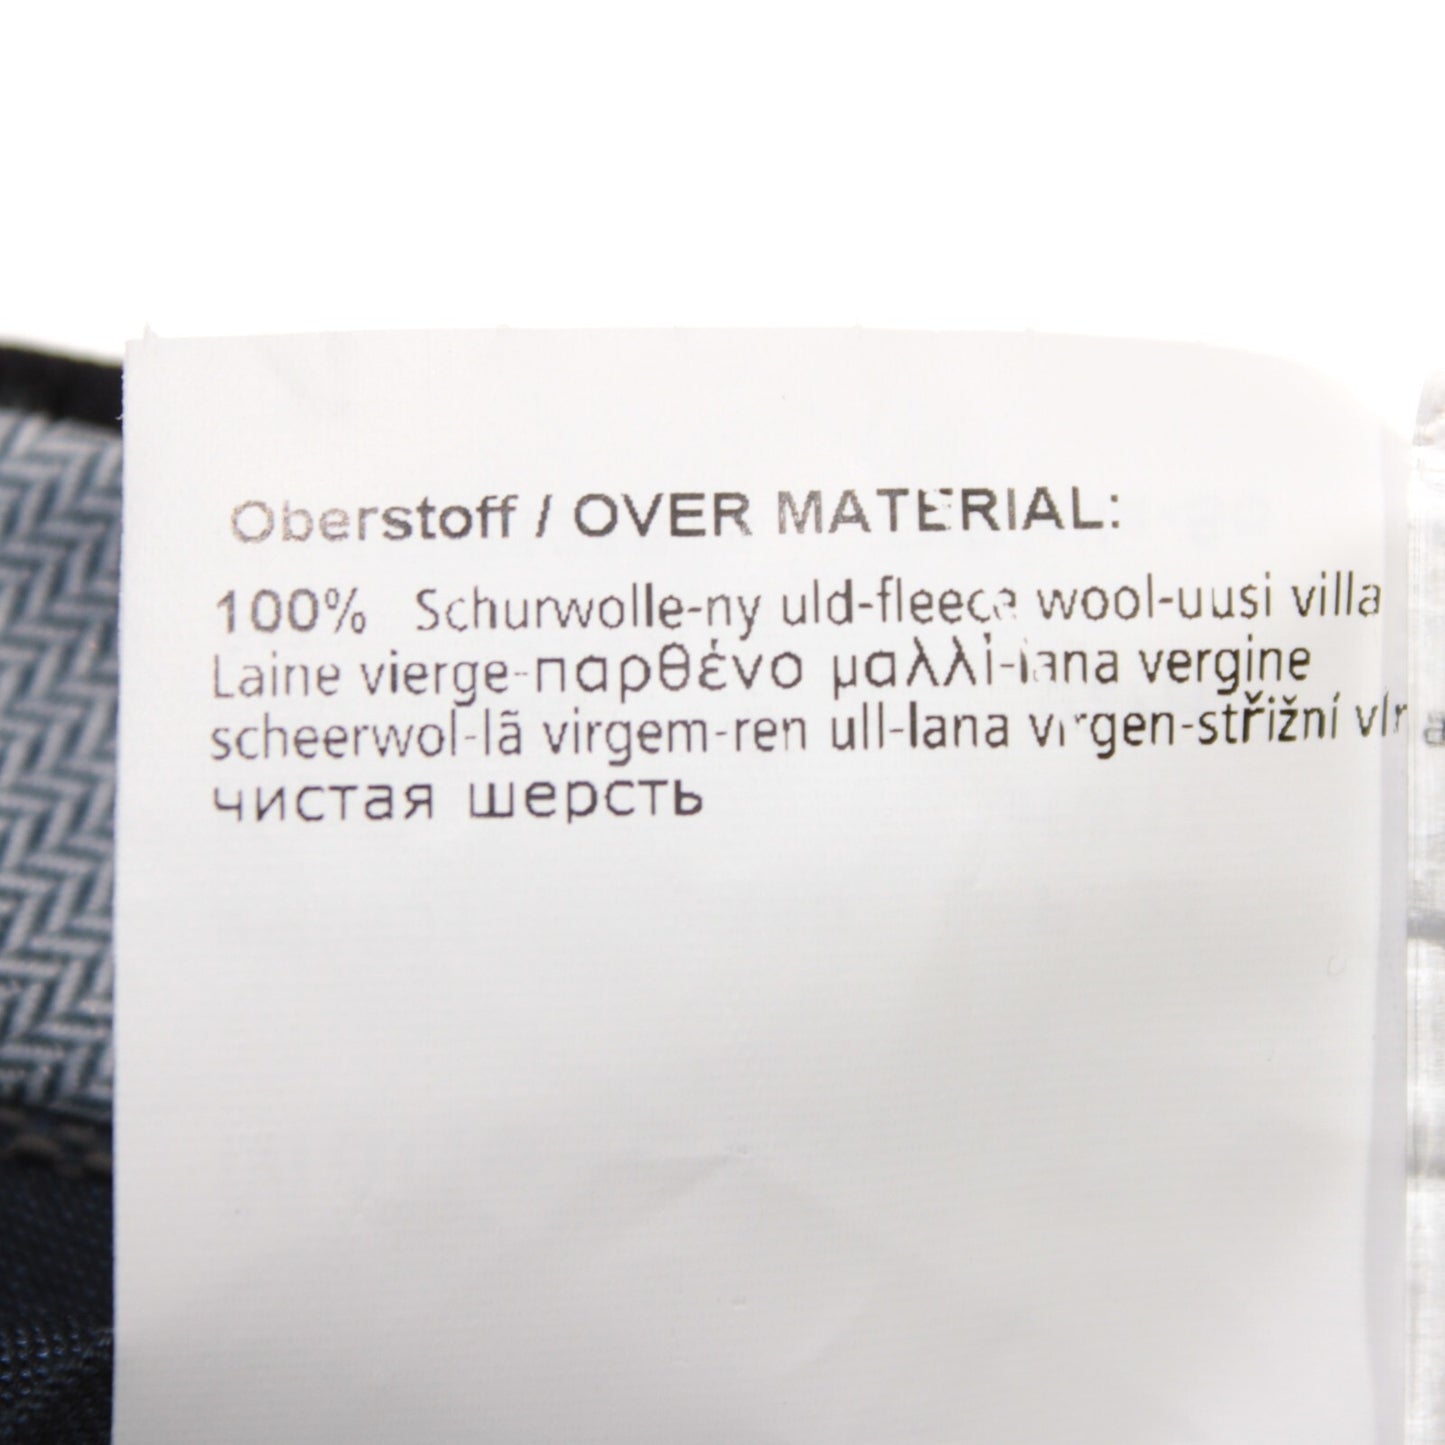 Oberstoff / OVER MATERIAL:
100% Schurwolle-ny uld-fleece wool-uusi villa
Laine vierge-παρθένο μαλλί-lana vergine
scheerwol-lã virgem-ren ull-lana virgen-střižní
чистая шерсть